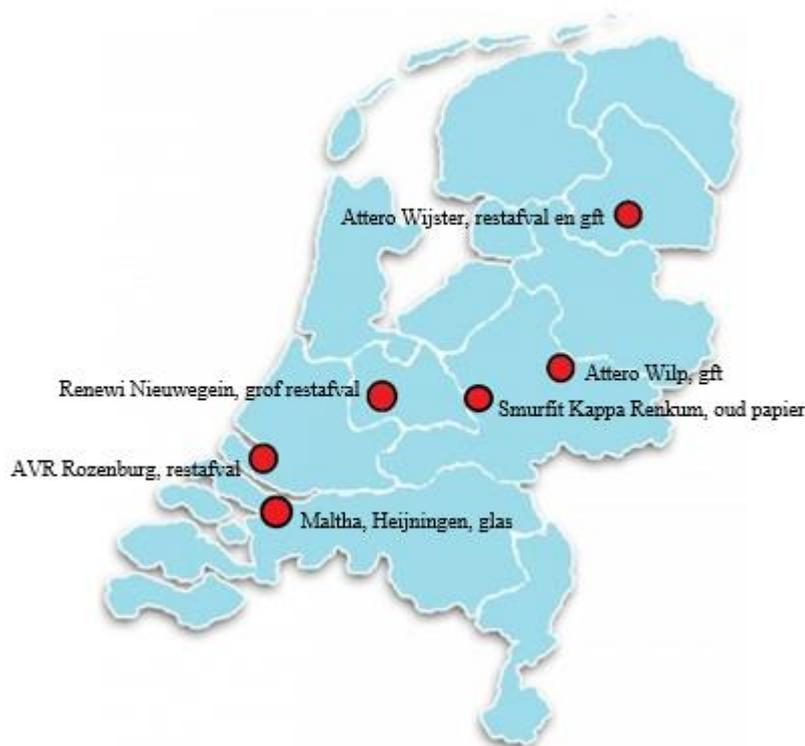 Attero Wijster, restafval en gft
Attero Wilp, gft
Renewi Nieuwegein, grof restafval
Smurfit Kappa Renkum, oud papier
AVR Rozenburg, restafval
Maltha, Heijningen, glas